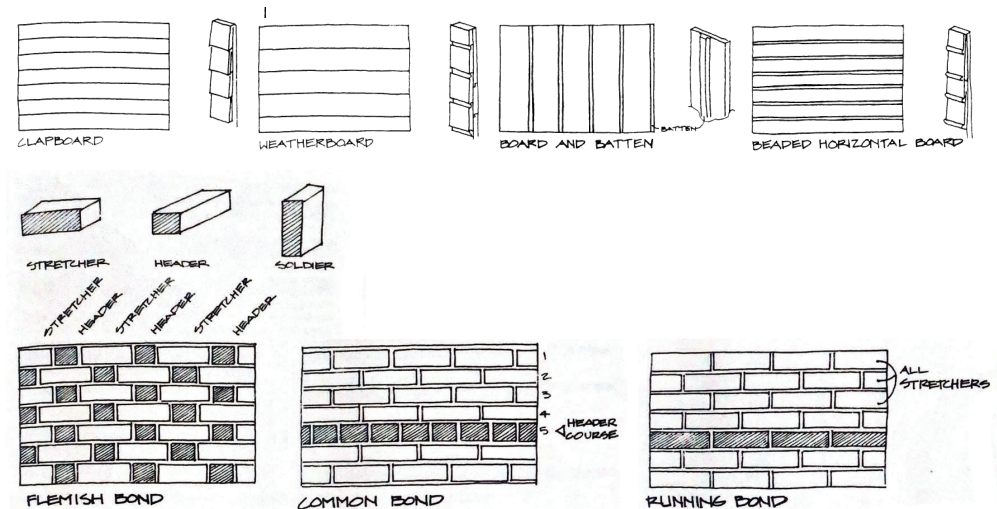 CLAPBOARD
WEATHERBOARD
BOARD AND BATTEN
BATTEN
BEADED HORIZONTAL BOARD
STRETCHER
HEADER
SOLDIER
STRETCHER
HEADER
STRETCHER
HEADER
STRETCHER
HEADER
1
2
3
4
5
HEADER
COURSE
ALL
STRETCHERS
FLEMISH BOND
COMMON BOND
RUNNING BOND